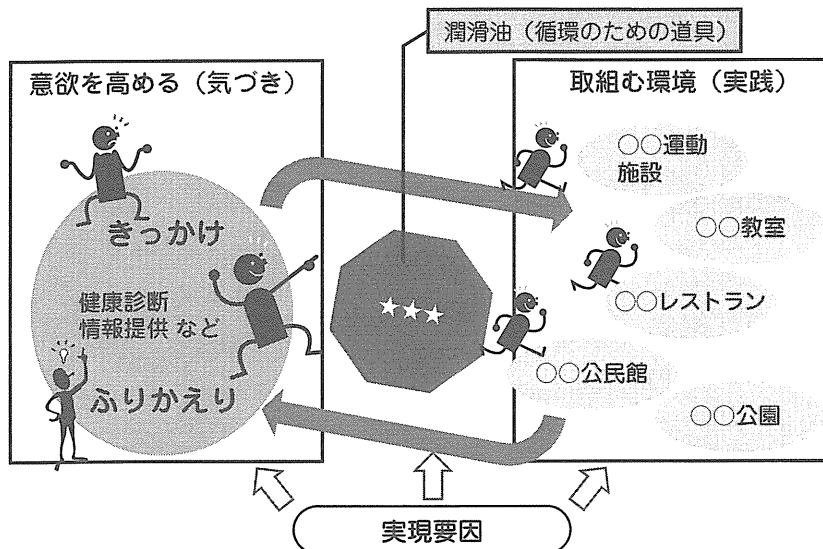 潤滑油（循環のための道具）
意欲を高める（気づき）
きっかけ
健康診断
情報提供 など
ふりかえり
★★★
取組む環境（実践）
○○運動
施設
○○教室
○○レストラン
○○公民館
○○公園
実現要因